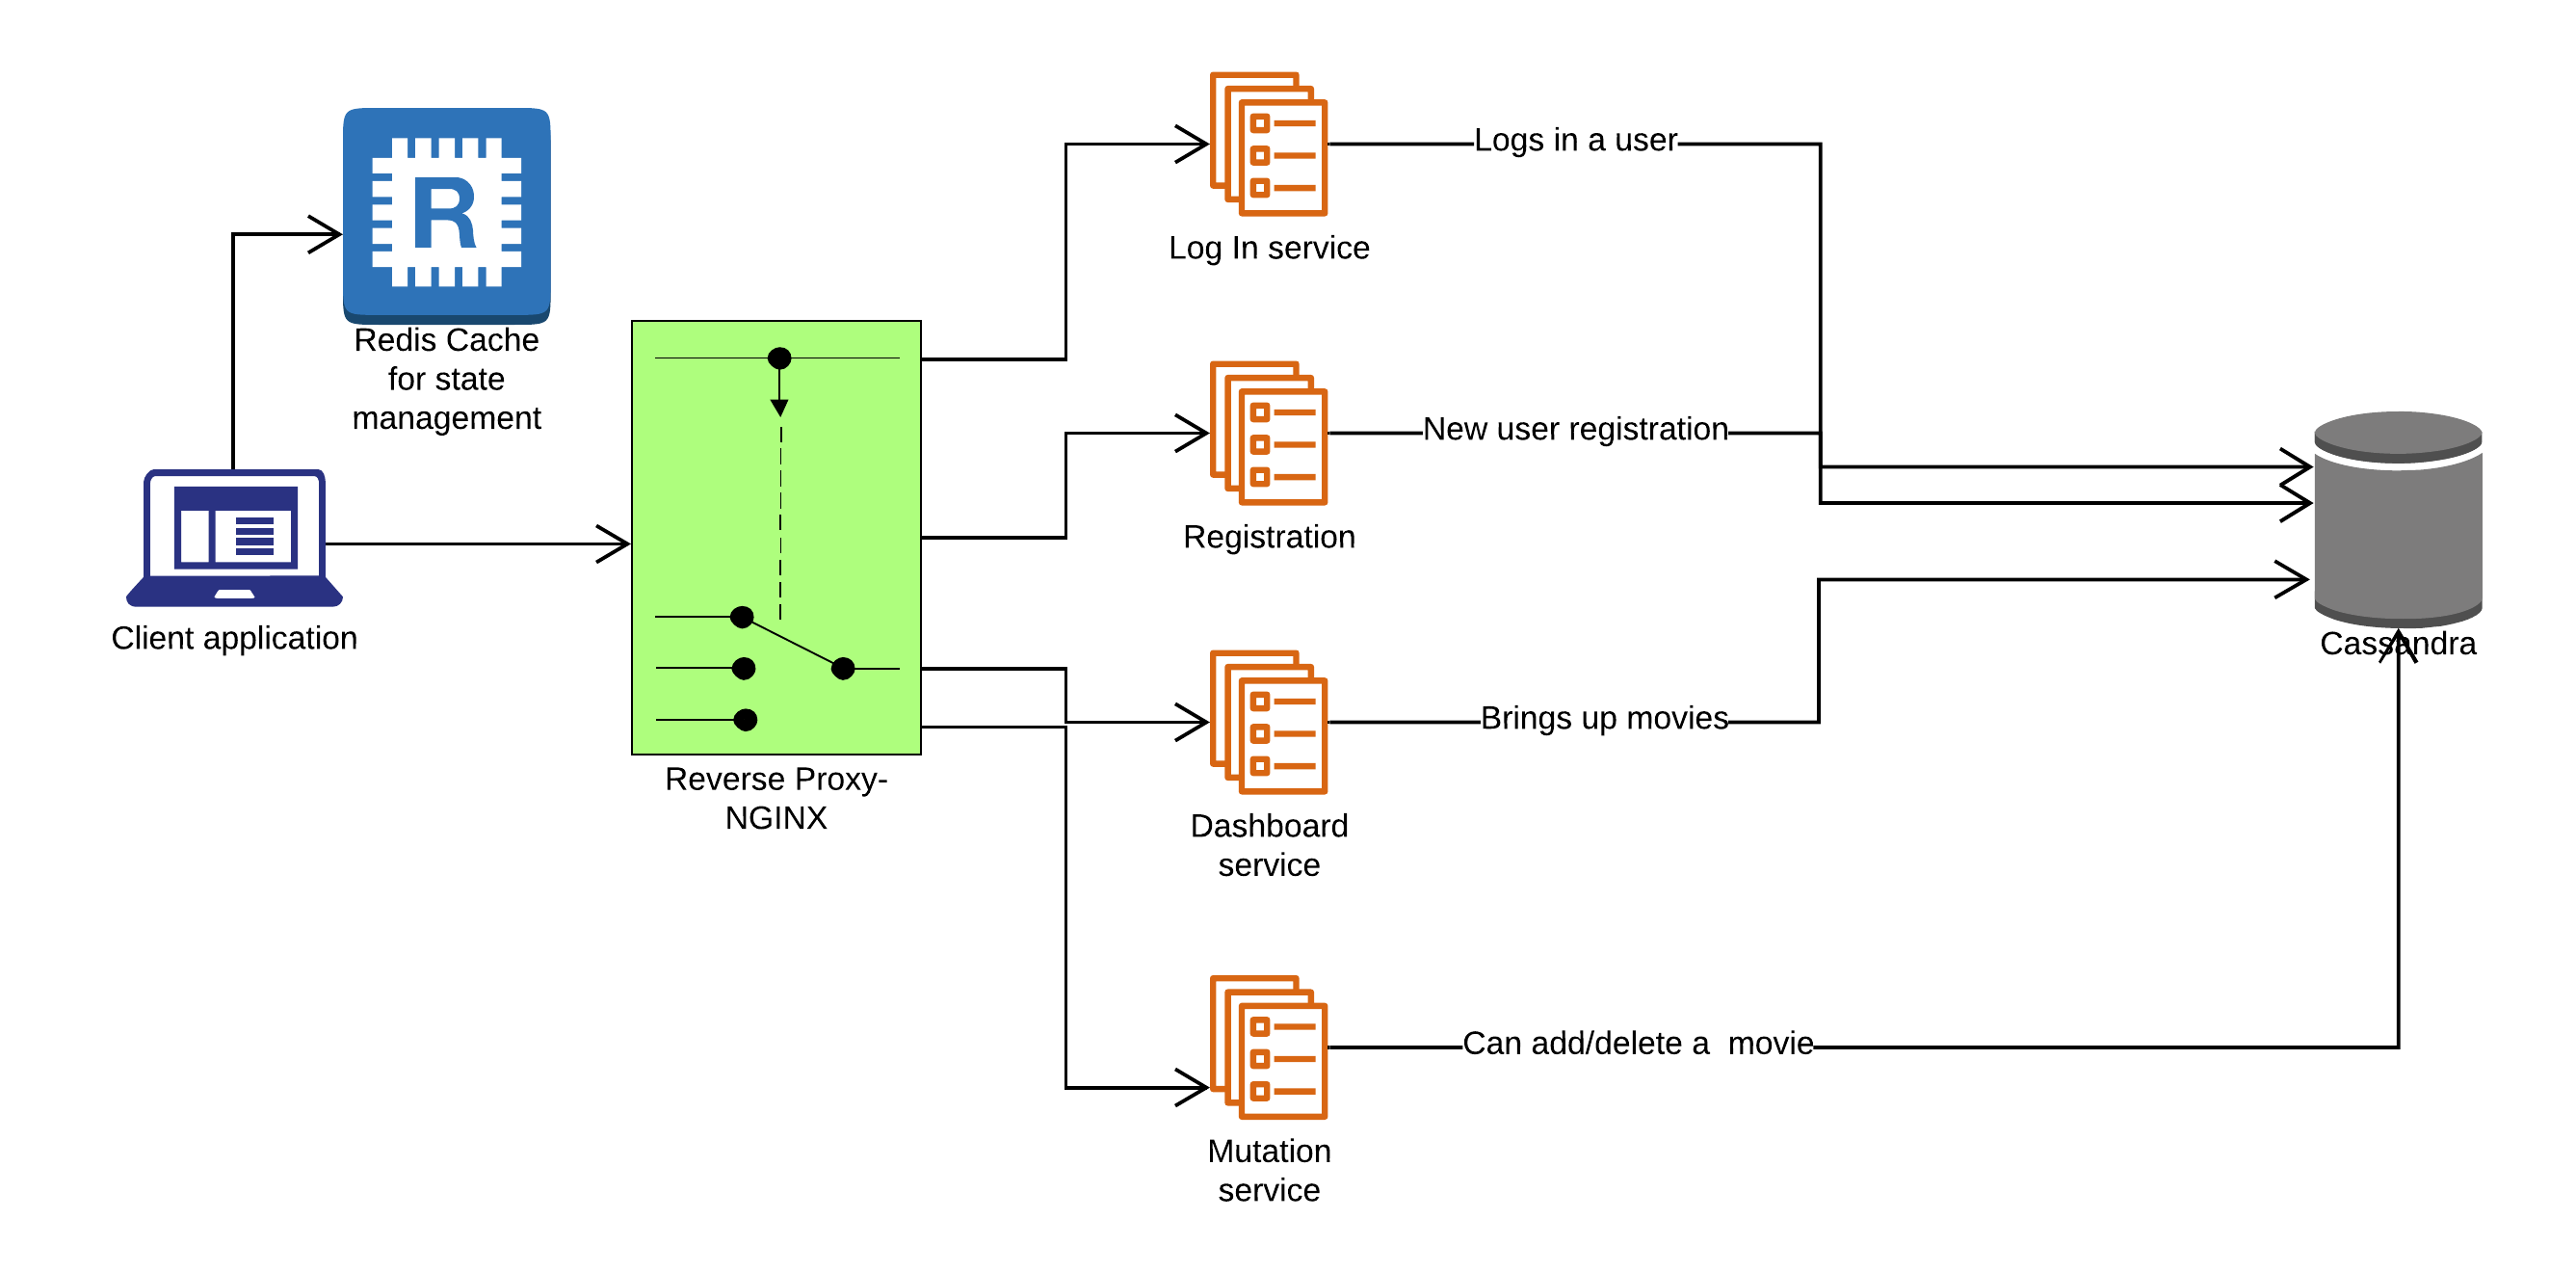 R
Redis Cache
for state
management
Client application
Reverse Proxy-
NGINX
Log In service
Logs in a user
Registration
New user registration
Dashboard
service
Brings up movies
Mutation
service
Can add/delete a  movie
Cassandra